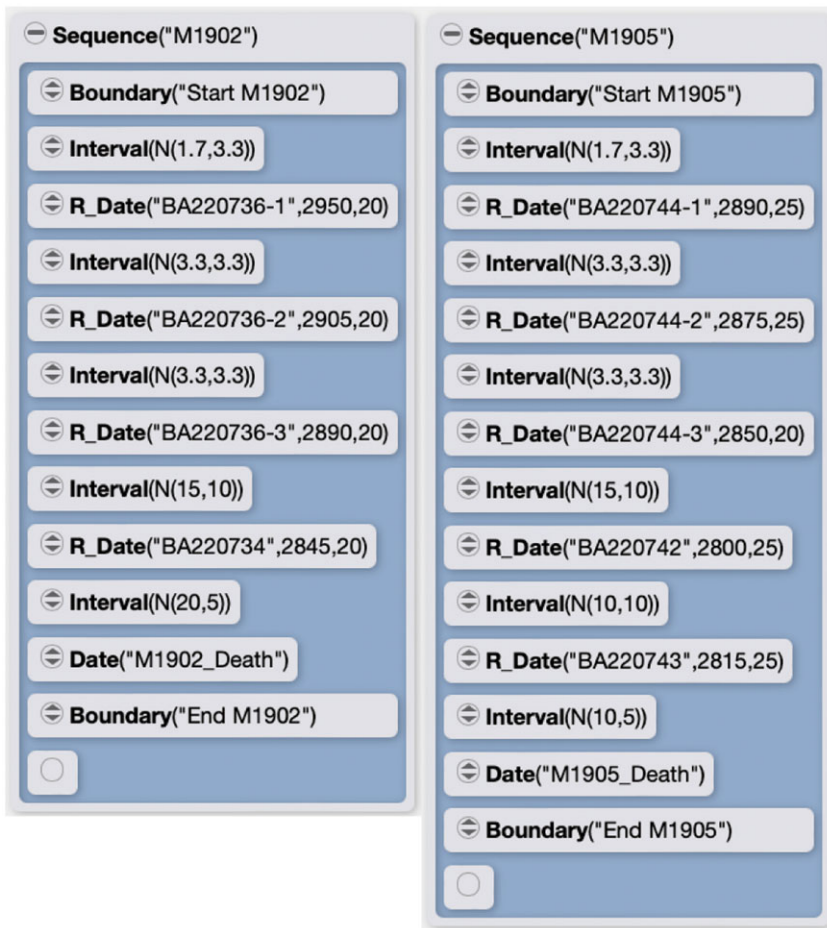 Sequence("M1902")
Boundary("Start M1902")
Interval(N(1.7,3.3))
R_Date("BA220736-1",2950,20)
Interval(N(3.3,3.3))
R_Date("BA220736-2",2905,20)
Interval(N(3.3,3.3))
R_Date("BA220736-3",2890,20)
Interval(N(15,10))
R_Date("BA220734",2845,20)
Interval(N(20,5))
Date("M1902_Death")
Boundary("End M1902")
Sequence("M1905")
Boundary("Start M1905")
Interval(N(1.7,3.3))
R_Date("BA220744-1",2890,25)
Interval(N(3.3,3.3))
R_Date("BA220744-2",2875,25)
Interval(N(3.3,3.3))
R_Date("BA220744-3",2850,20)
Interval(N(15,10))
R_Date("BA220742",2800,25)
Interval(N(10,10))
R_Date("BA220743",2815,25)
Interval(N(10,5))
Date("M1905_Death")
Boundary("End M1905")